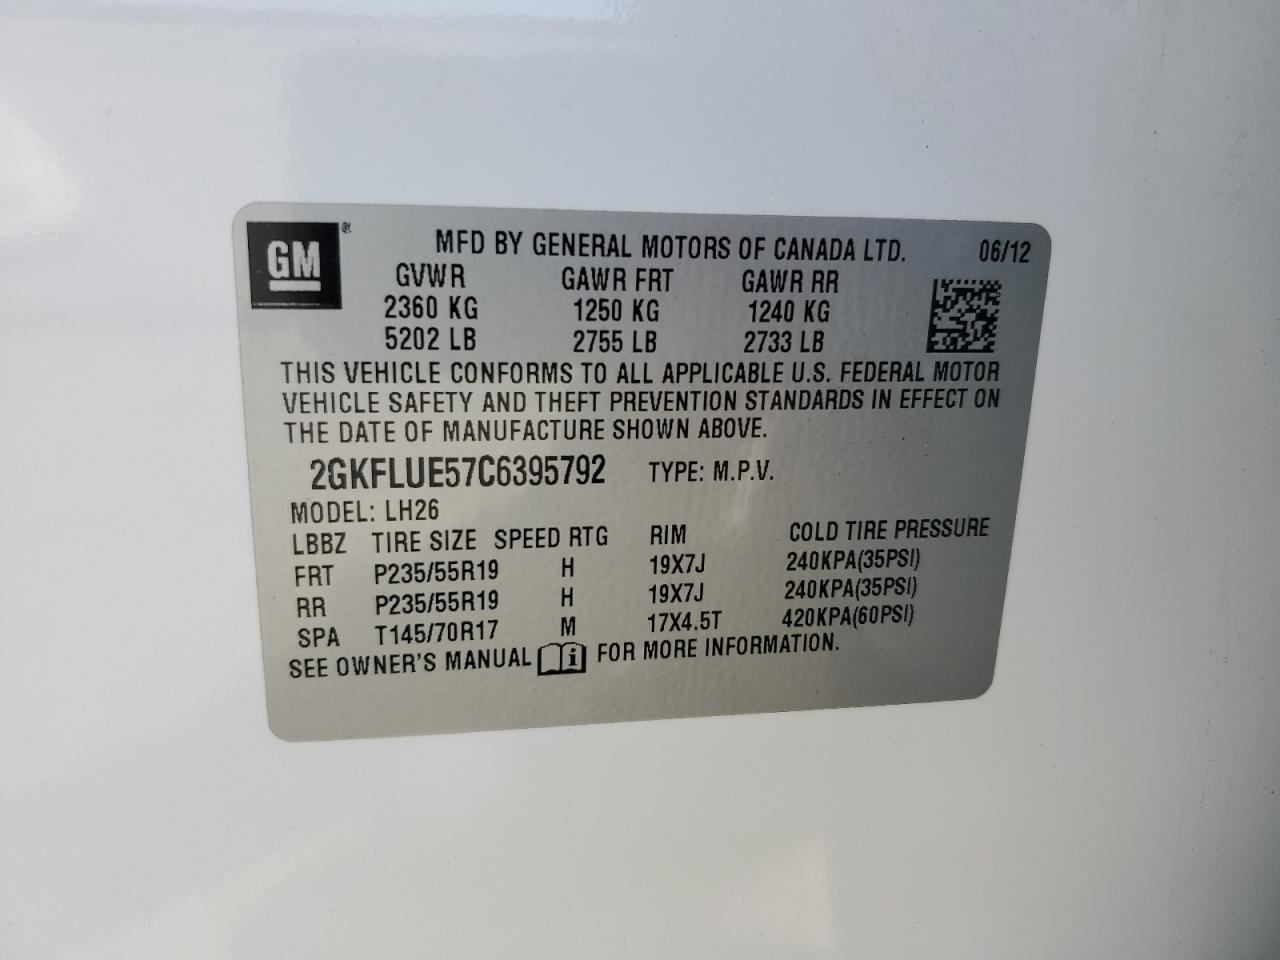 GM ®
MFD BY GENERAL MOTORS OF CANADA LTD. 06/12
GVWR GAWR FRT GAWR RR
2360 KG 1250 KG 1240 KG
5202 LB 2755 LB 2733 LB
THIS VEHICLE CONFORMS TO ALL APPLICABLE U.S. FEDERAL MOTOR
VEHICLE SAFETY AND THEFT PREVENTION STANDARDS IN EFFECT ON
THE DATE OF MANUFACTURE SHOWN ABOVE.
2GKFLUE57C6395792 TYPE: M.P.V.
MODEL: LH26
LBBZ TIRE SIZE SPEED RTG RIM COLD TIRE PRESSURE
FRT P235/55R19 H 19X7J 240KPA(35PSI)
RR P235/55R19 H 19X7J 240KPA(35PSI)
SPA T145/70R17 M 17X4.5T 420KPA(60PSI)
SEE OWNER'S MANUAL i FOR MORE INFORMATION.